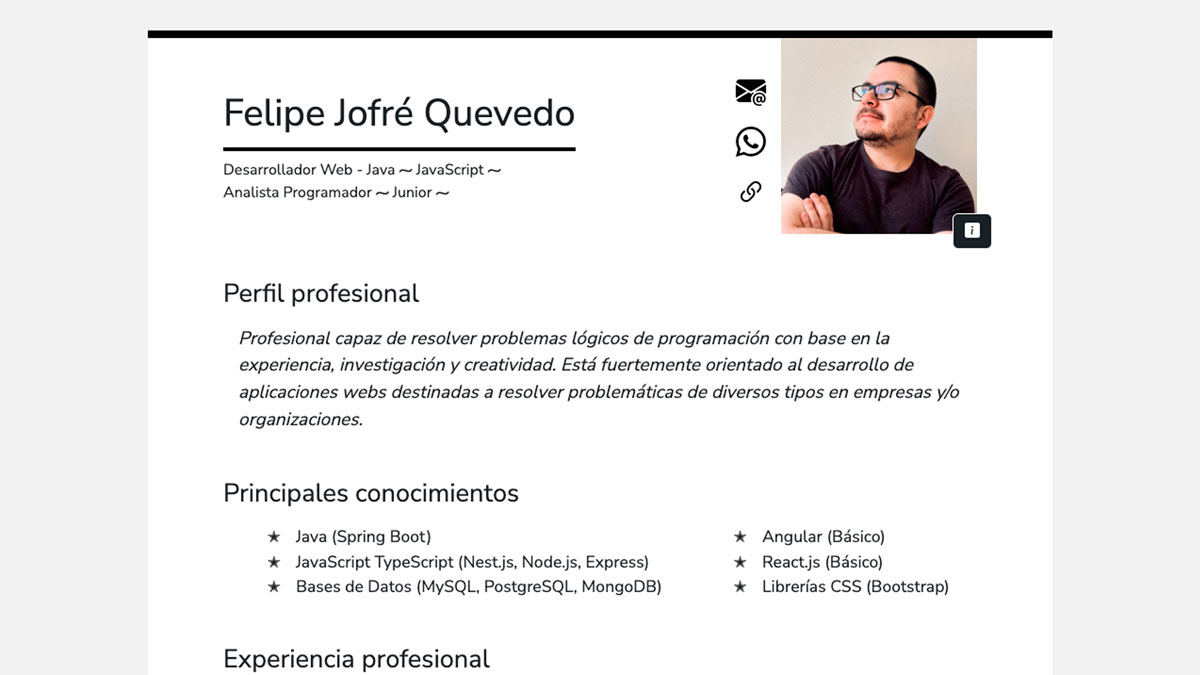 Felipe Jofré Quevedo
Desarrollador Web - Java ~ JavaScript ~
Analista Programador ~ Junior ~
@
i
Perfil profesional
Profesional capaz de resolver problemas lógicos de programación con base en la
experiencia, investigación y creatividad. Está fuertemente orientado al desarrollo de
aplicaciones webs destinadas a resolver problemáticas de diversos tipos en empresas y/o
organizaciones.
Principales conocimientos
★ Java (Spring Boot)
★ JavaScript TypeScript (Nest.js, Node.js, Express)
★ Bases de Datos (MySQL, PostgreSQL, MongoDB)
★ Angular (Básico)
★ React.js (Básico)
★ Librerías CSS (Bootstrap)
Experiencia profesional